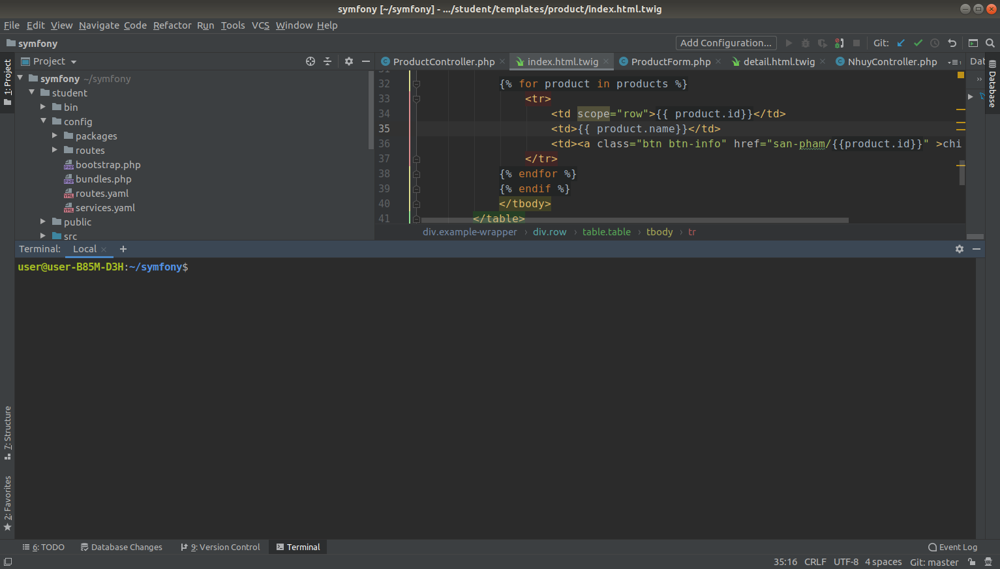 symfony [~/symfony] - .../student/templates/product/index.html.twig
File Edit View Navigate Code Refactor Run Tools VCS Window Help
symfony
Add Configuration...
Git:
1: Project
Project
symfony ~/symfony
student
bin
config
packages
routes
bootstrap.php
bundles.php
routes.yaml
services.yaml
public
src
ProductController.php
index.html.twig
ProductForm.php
detail.html.twig
NhuyController.php
Dat
Database
32 {% for product in products %}
33 <tr>
34 <td scope="row">{{ product.id}}</td>
35 <td>{{ product.name}}</td>
36 <td><a class="btn btn-info" href="san-pham/{{product.id}}" >chi
37 </tr>
38 {% endfor %}
39 {% endif %}
40 </tbody>
41 </table>
div.example-wrapper › div.row › table.table › tbody › tr
Terminal: Local +
user@user-B85M-D3H:~/symfony$
7: Structure
2: Favorites
6: TODO Database Changes 9: Version Control Terminal Event Log
35:16 CRLF UTF-8 4 spaces Git: master